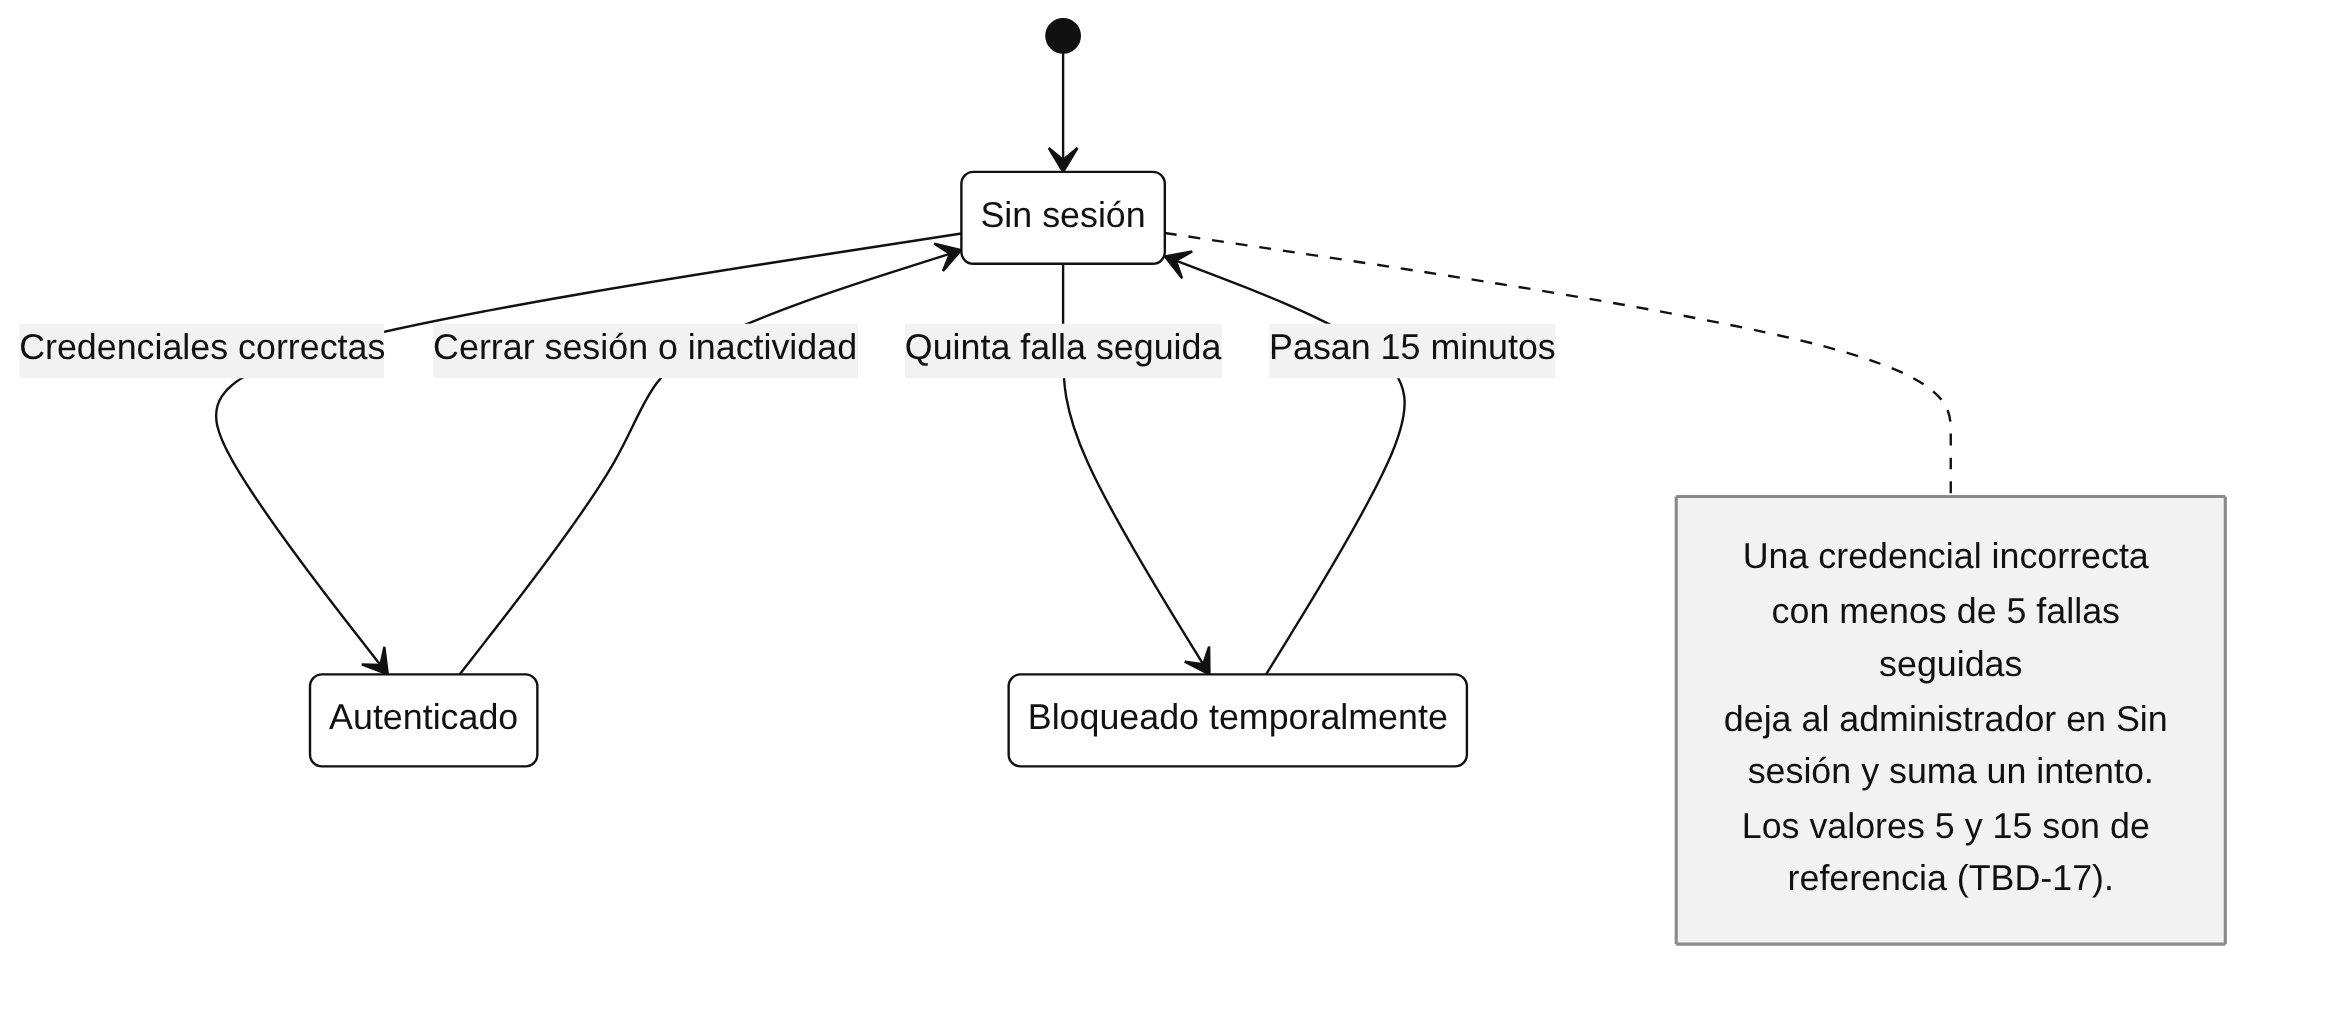 Sin sesión
Credenciales correctas
Cerrar sesión o inactividad
Quinta falla seguida
Pasan 15 minutos
Autenticado
Bloqueado temporalmente
Una credencial incorrecta
con menos de 5 fallas
seguidas
deja al administrador en Sin
sesión y suma un intento.
Los valores 5 y 15 son de
referencia (TBD-17).